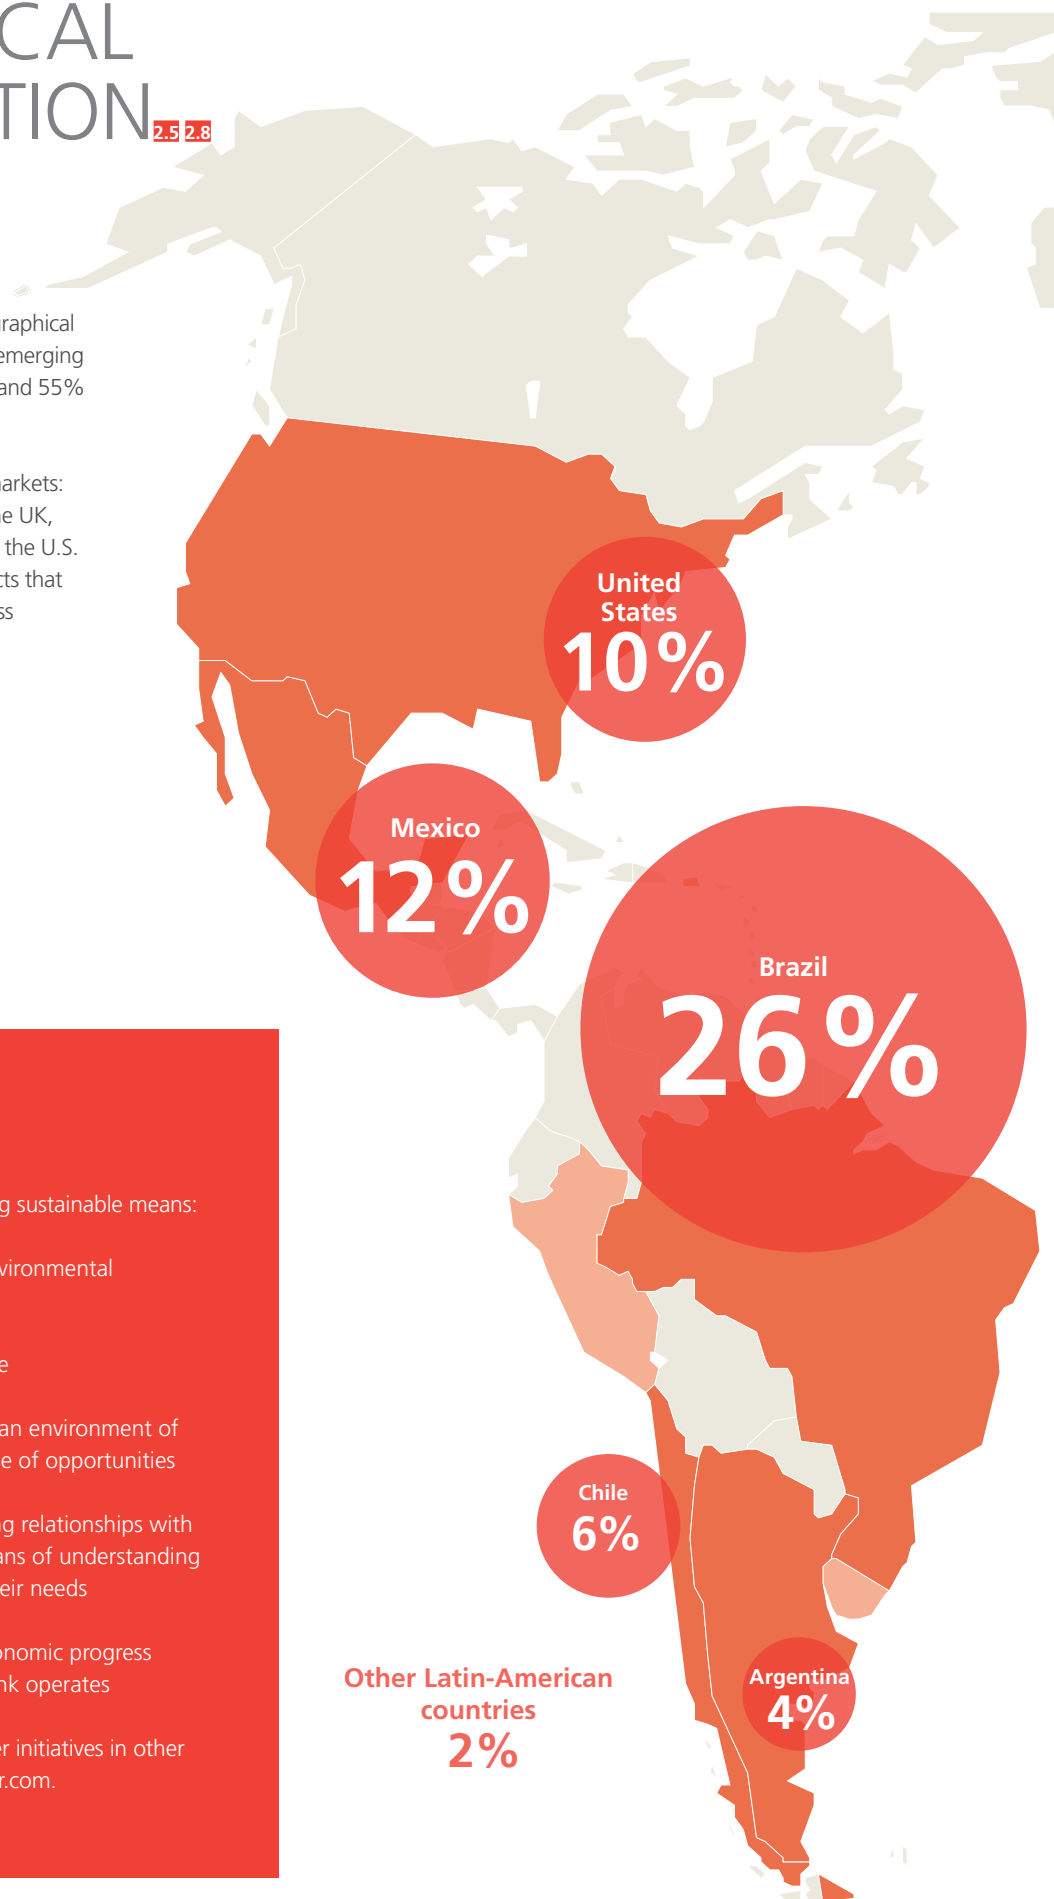 CAL
TION 2.5 2.8
raphical
emerging
and 55%
arkets:
e UK,
the U.S.
cts that
ss
United
States
10%
Mexico
12%
Brazil
26%
g sustainable means:
vironmental
e
an environment of
e of opportunities
g relationships with
ans of understanding
eir needs
onomic progress
nk operates
er initiatives in other
r.com.
Chile
6%
Other Latin-American
countries
2%
Argentina
4%